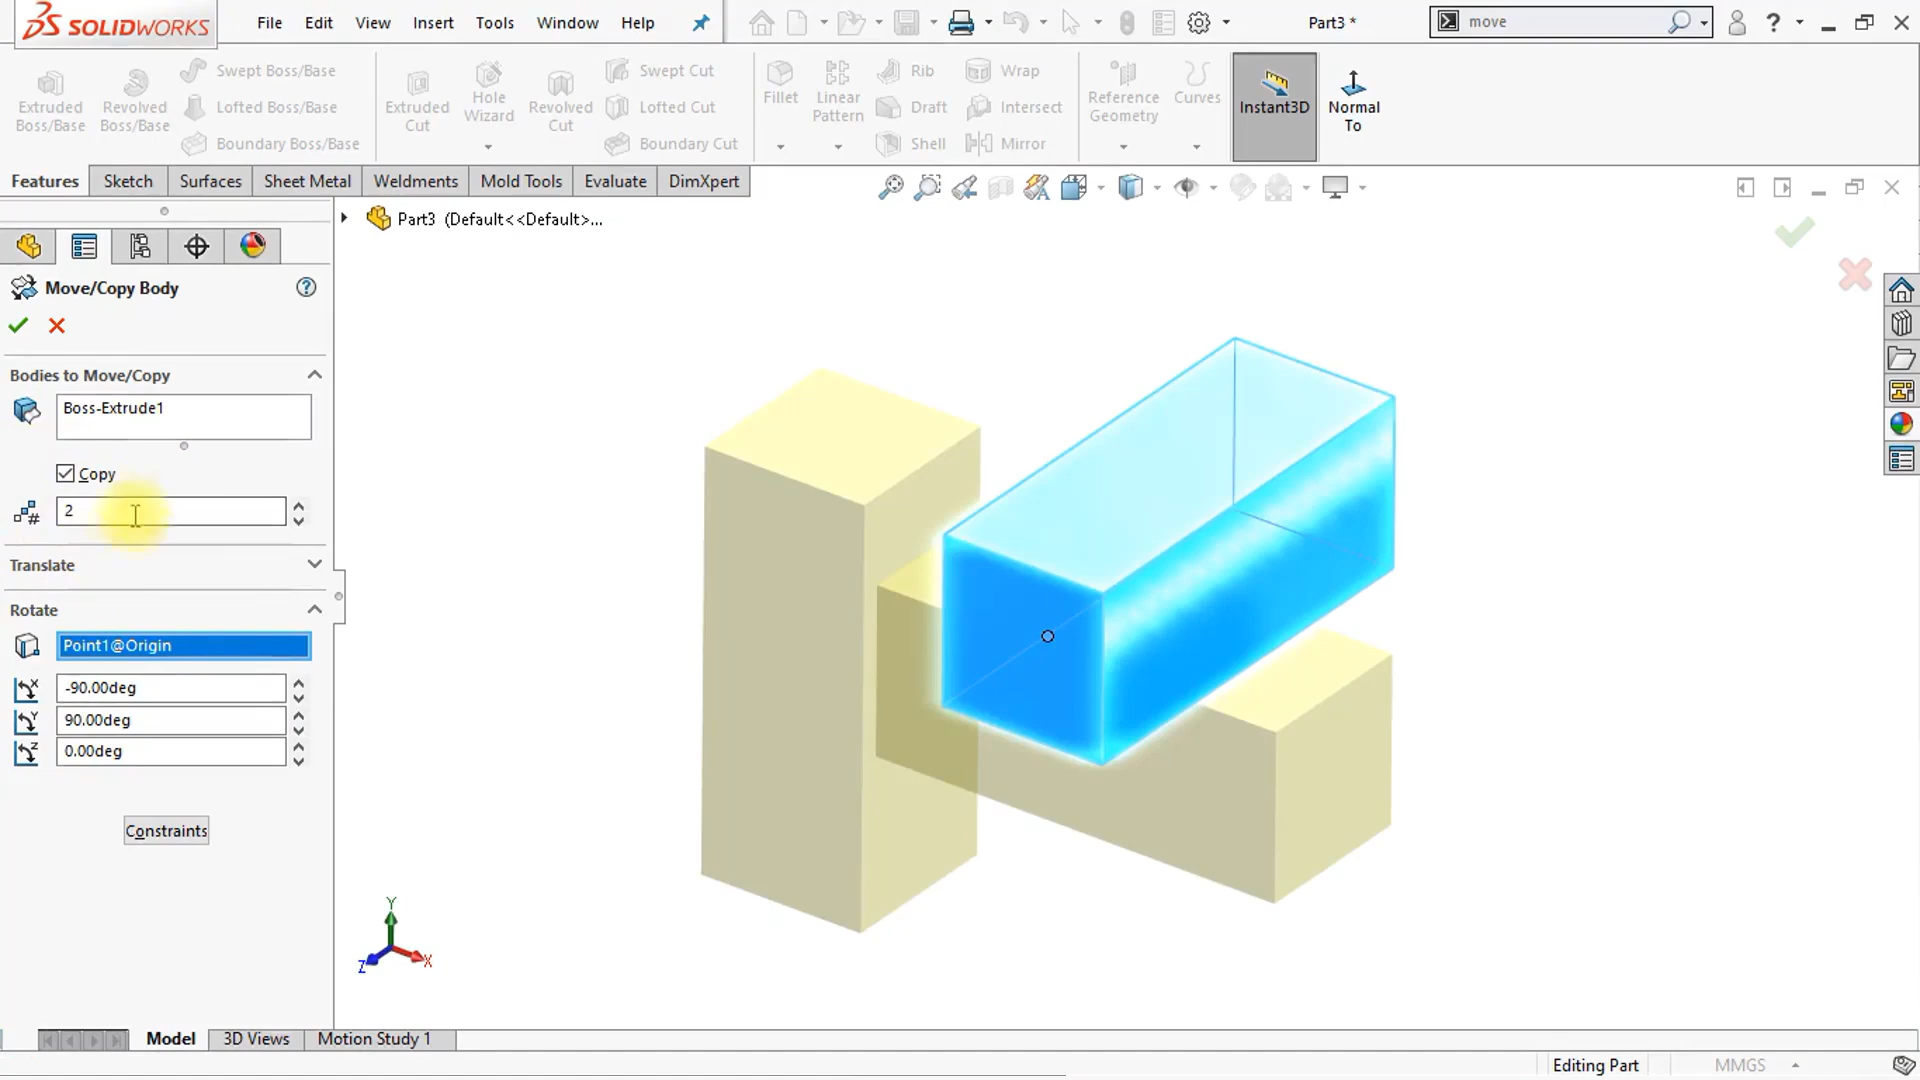 SOLIDWORKS
File Edit View Insert Tools Window Help
Part3 *
move
?
Extruded Boss/Base
Revolved Boss/Base
Swept Boss/Base
Lofted Boss/Base
Boundary Boss/Base
Extruded Cut
Hole Wizard
Revolved Cut
Swept Cut
Lofted Cut
Boundary Cut
Fillet
Linear Pattern
Rib
Draft
Shell
Wrap
Intersect
Mirror
Reference Geometry
Curves
Instant3D
Normal To
Features Sketch Surfaces Sheet Metal Weldments Mold Tools Evaluate DimXpert
Part3 (Default<<Default>...
Move/Copy Body
?
Bodies to Move/Copy
Boss-Extrude1
Copy
# 2
Translate
Rotate
Point1@Origin
X -90.00deg
Y 90.00deg
Z 0.00deg
Constraints
Y
Z
X
Model 3D Views Motion Study 1
Editing Part MMGS